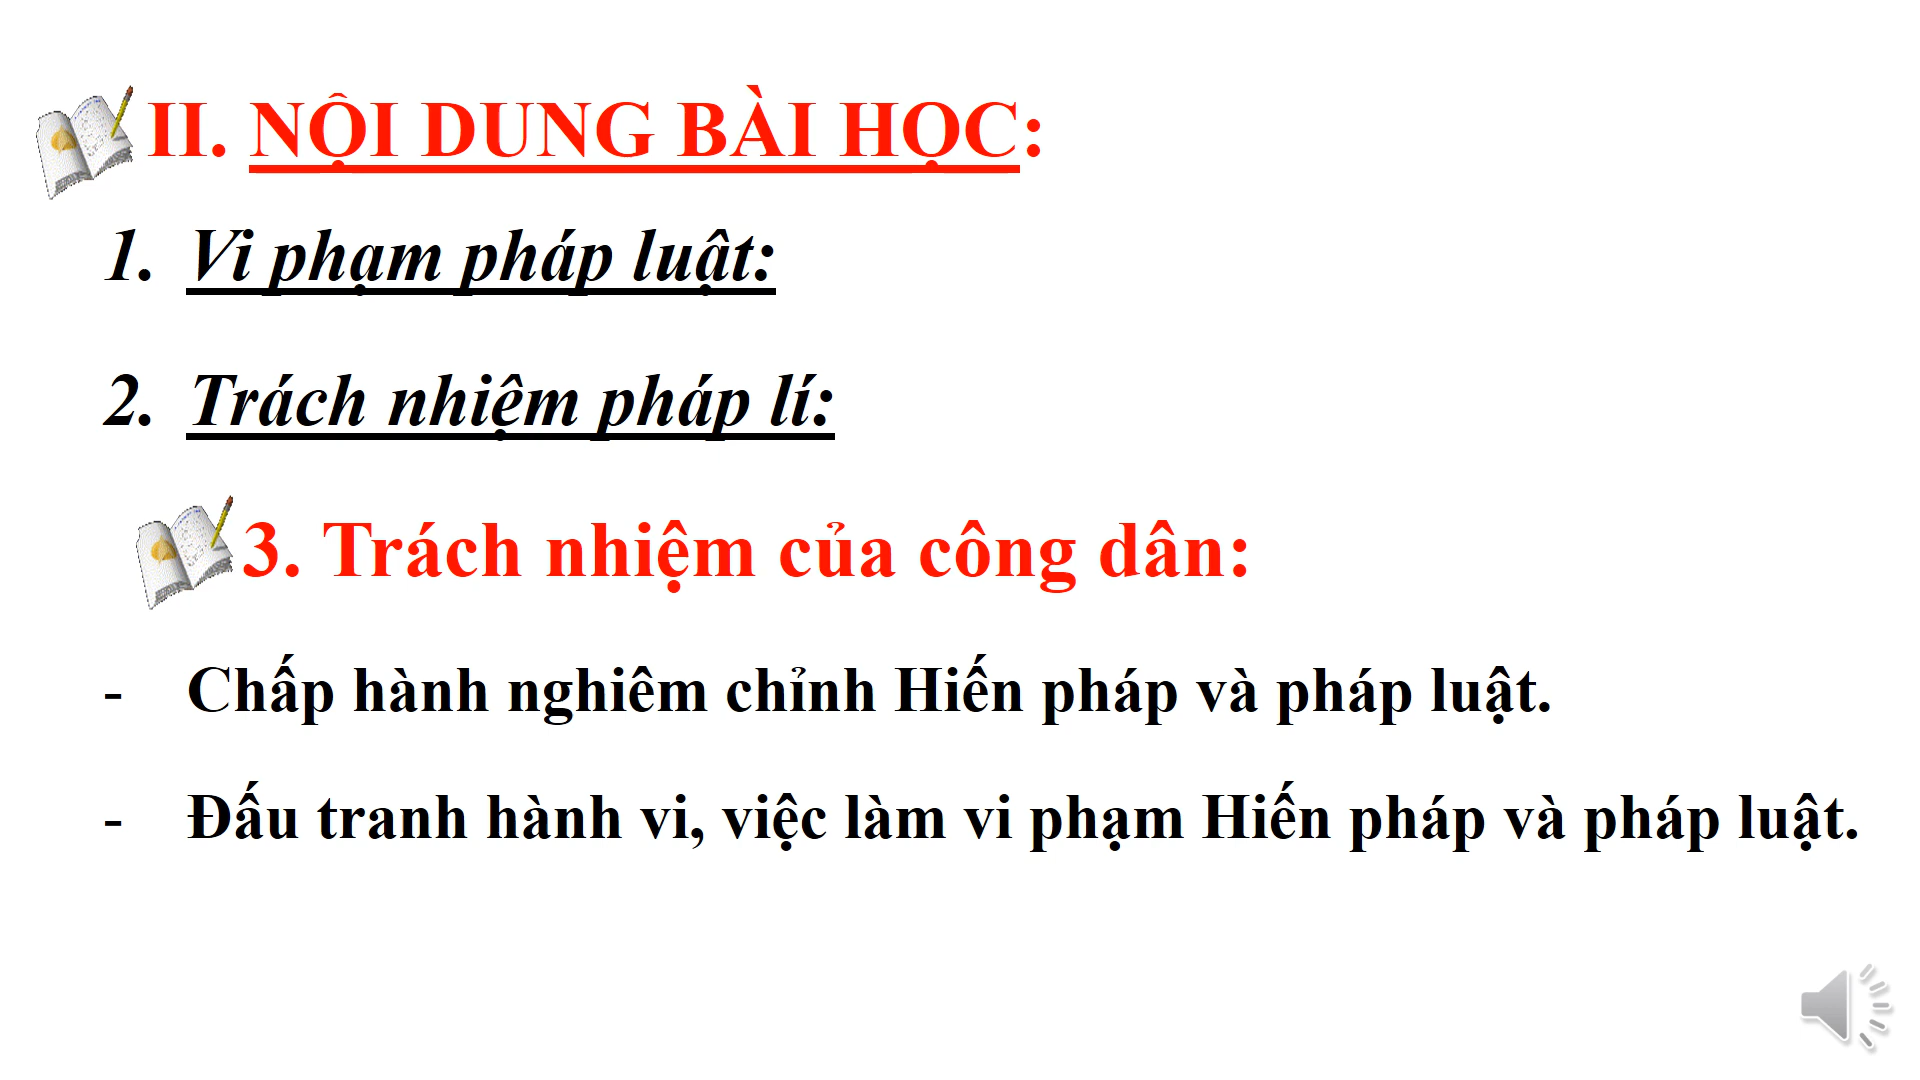 II. NỘI DUNG BÀI HỌC:
1. Vi phạm pháp luật:
2. Trách nhiệm pháp lí:
3. Trách nhiệm của công dân:
- Chấp hành nghiêm chỉnh Hiến pháp và pháp luật.
- Đấu tranh hành vi, việc làm vi phạm Hiến pháp và pháp luật.